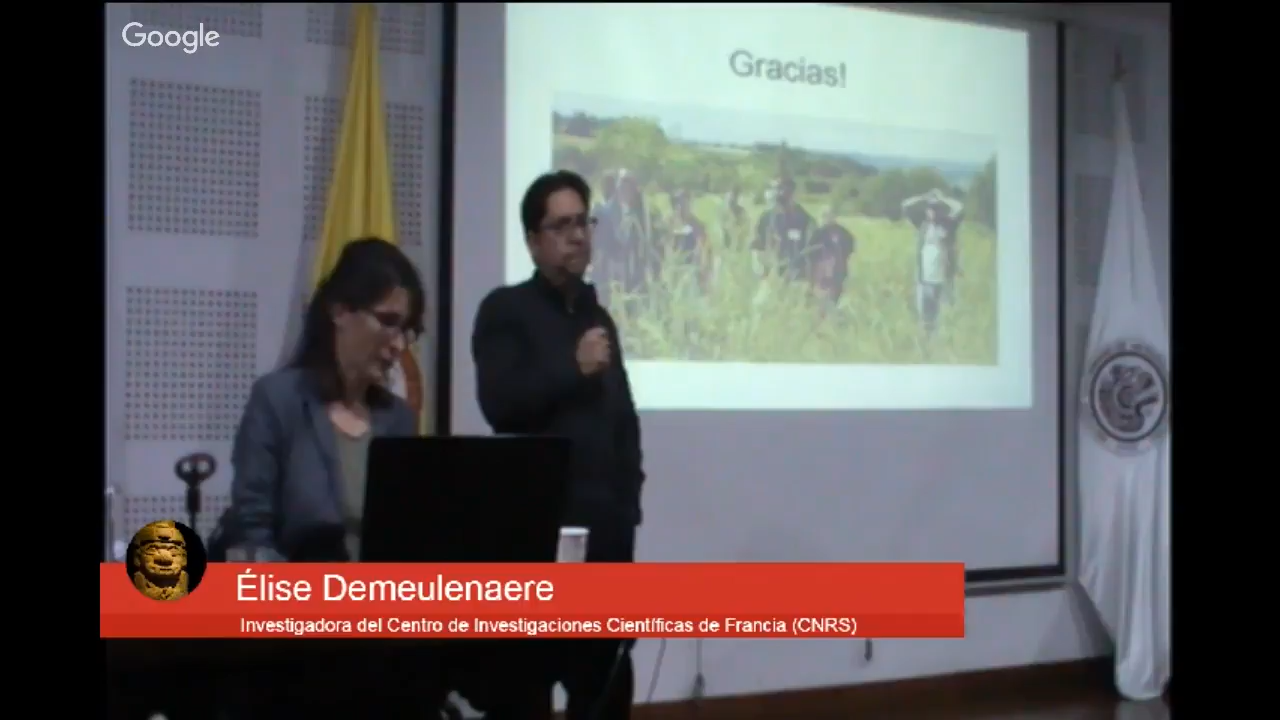 Google
Gracias!
Élise Demeulenaere
Investigadora del Centro de Investigaciones Científicas de Francia (CNRS)